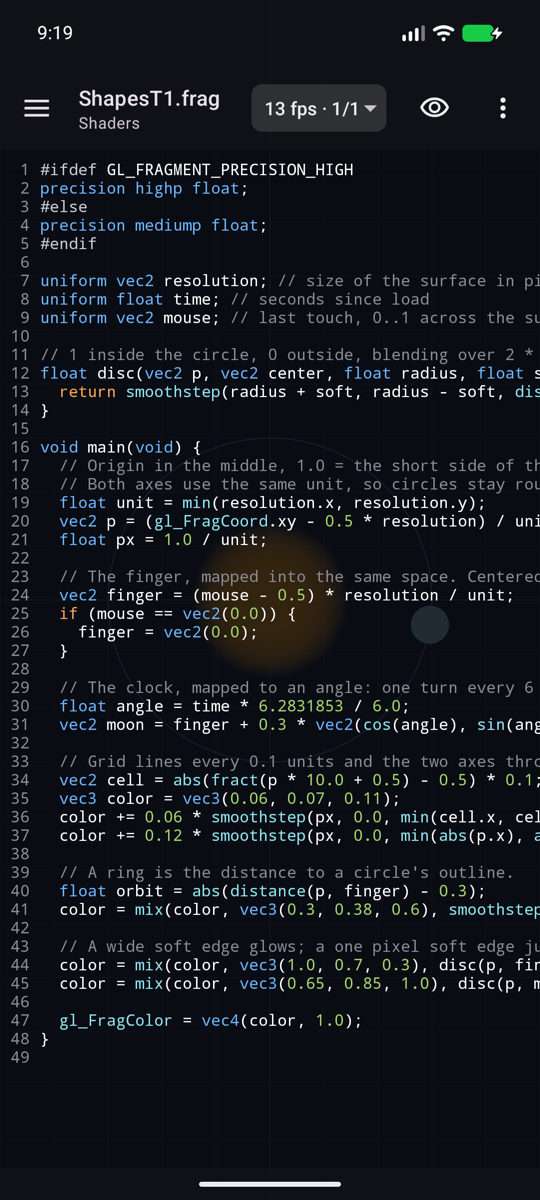 9:19
ShapesT1.frag
Shaders
13 fps · 1/1
1 #ifdef GL_FRAGMENT_PRECISION_HIGH
2 precision highp float;
3 #else
4 precision mediump float;
5 #endif
6
7 uniform vec2 resolution; // size of the surface in pi
8 uniform float time; // seconds since load
9 uniform vec2 mouse; // last touch, 0..1 across the su
10
11 // 1 inside the circle, 0 outside, blending over 2 *
12 float disc(vec2 p, vec2 center, float radius, float s
13   return smoothstep(radius + soft, radius - soft, dis
14 }
15
16 void main(void) {
17   // Origin in the middle, 1.0 = the short side of th
18   // Both axes use the same unit, so circles stay rou
19   float unit = min(resolution.x, resolution.y);
20   vec2 p = (gl_FragCoord.xy - 0.5 * resolution) / uni
21   float px = 1.0 / unit;
22
23   // The finger, mapped into the same space. Centered
24   vec2 finger = (mouse - 0.5) * resolution / unit;
25   if (mouse == vec2(0.0)) {
26     finger = vec2(0.0);
27   }
28
29   // The clock, mapped to an angle: one turn every 6
30   float angle = time * 6.2831853 / 6.0;
31   vec2 moon = finger + 0.3 * vec2(cos(angle), sin(ang
32
33   // Grid lines every 0.1 units and the two axes thro
34   vec2 cell = abs(fract(p * 10.0 + 0.5) - 0.5) * 0.1;
35   vec3 color = vec3(0.06, 0.07, 0.11);
36   color += 0.06 * smoothstep(px, 0.0, min(cell.x, cel
37   color += 0.12 * smoothstep(px, 0.0, min(abs(p.x), a
38
39   // A ring is the distance to a circle's outline.
40   float orbit = abs(distance(p, finger) - 0.3);
41   color = mix(color, vec3(0.3, 0.38, 0.6), smoothstep
42
43   // A wide soft edge glows; a one pixel soft edge ju
44   color = mix(color, vec3(1.0, 0.7, 0.3), disc(p, fin
45   color = mix(color, vec3(0.65, 0.85, 1.0), disc(p, m
46
47   gl_FragColor = vec4(color, 1.0);
48 }
49